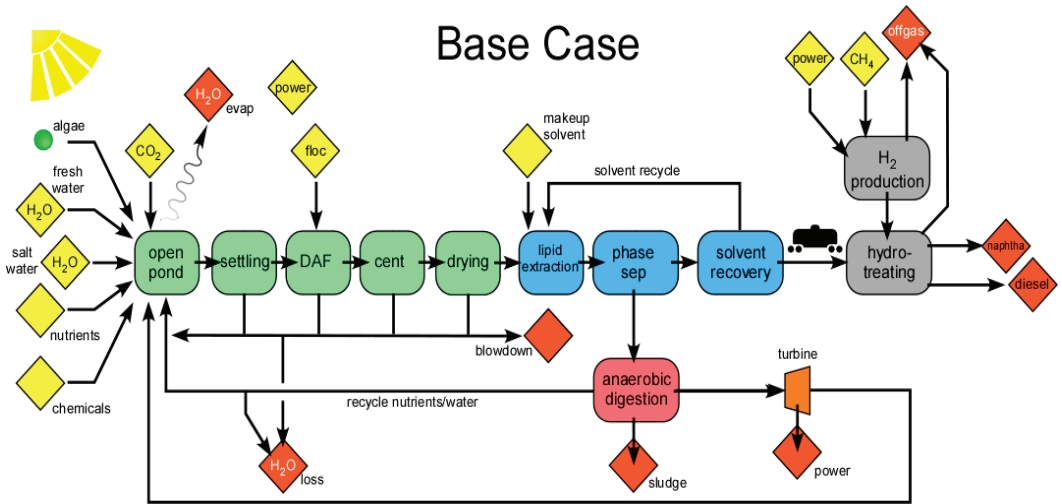 Base Case
power
CH4
offgas
H2O
evap
power
algae
CO2
floc
makeup
solvent
H2
production
fresh
water
H2O
solvent recycle
salt
water
H2O
open
pond
settling
DAF
cent
drying
lipid
extraction
phase
sep
solvent
recovery
hydro-
treating
naphtha
diesel
nutrients
blowdown
turbine
chemicals
recycle nutrients/water
anaerobic
digestion
H2O
loss
sludge
power